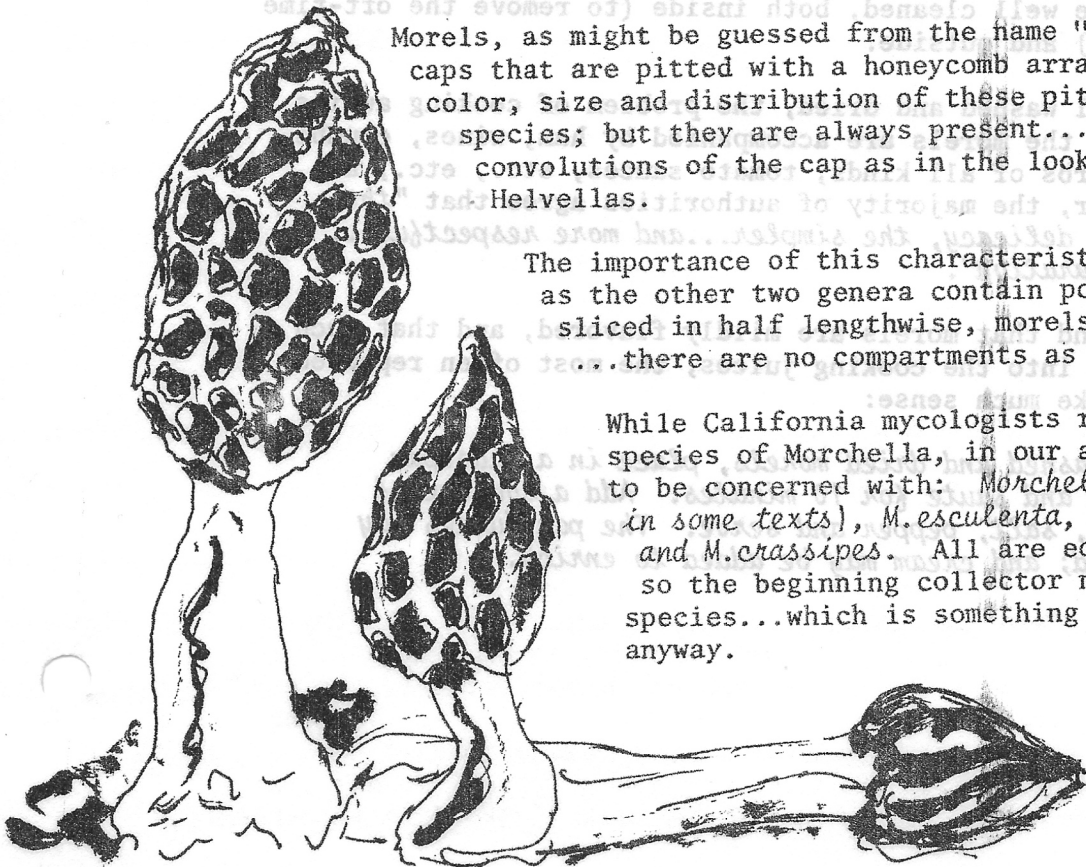 Morels, as might be guessed from the name "
caps that are pitted with a honeycomb arra
color, size and distribution of these pit
species; but they are always present...
convolutions of the cap as in the look
Helvellas.
The importance of this characterist
as the other two genera contain po
sliced in half lengthwise, morels
...there are no compartments as
While California mycologists r
species of Morchella, in our a
to be concerned with: Morchel
in some texts), M.esculenta,
and M.crassipes. All are ed
so the beginning collector n
species...which is something
anyway.